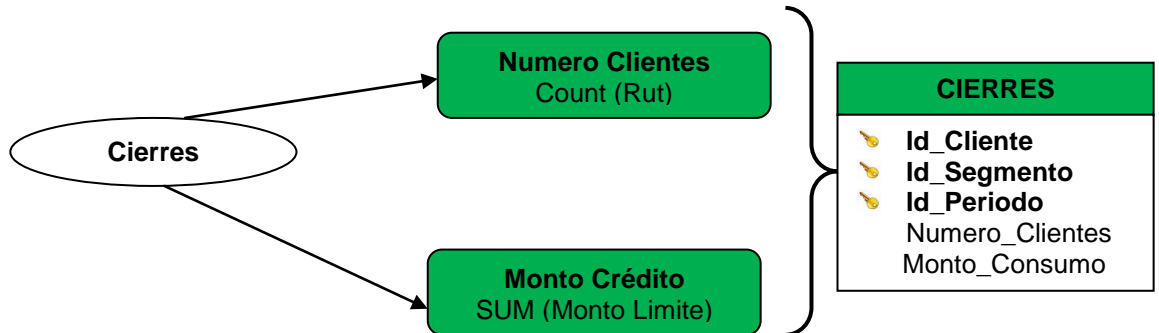 Numero Clientes
Count (Rut)
Cierres
Monto Crédito
SUM (Monto Limite)
CIERRES
Id_Cliente
Id_Segmento
Id_Periodo
Numero_Clientes
Monto_Consumo